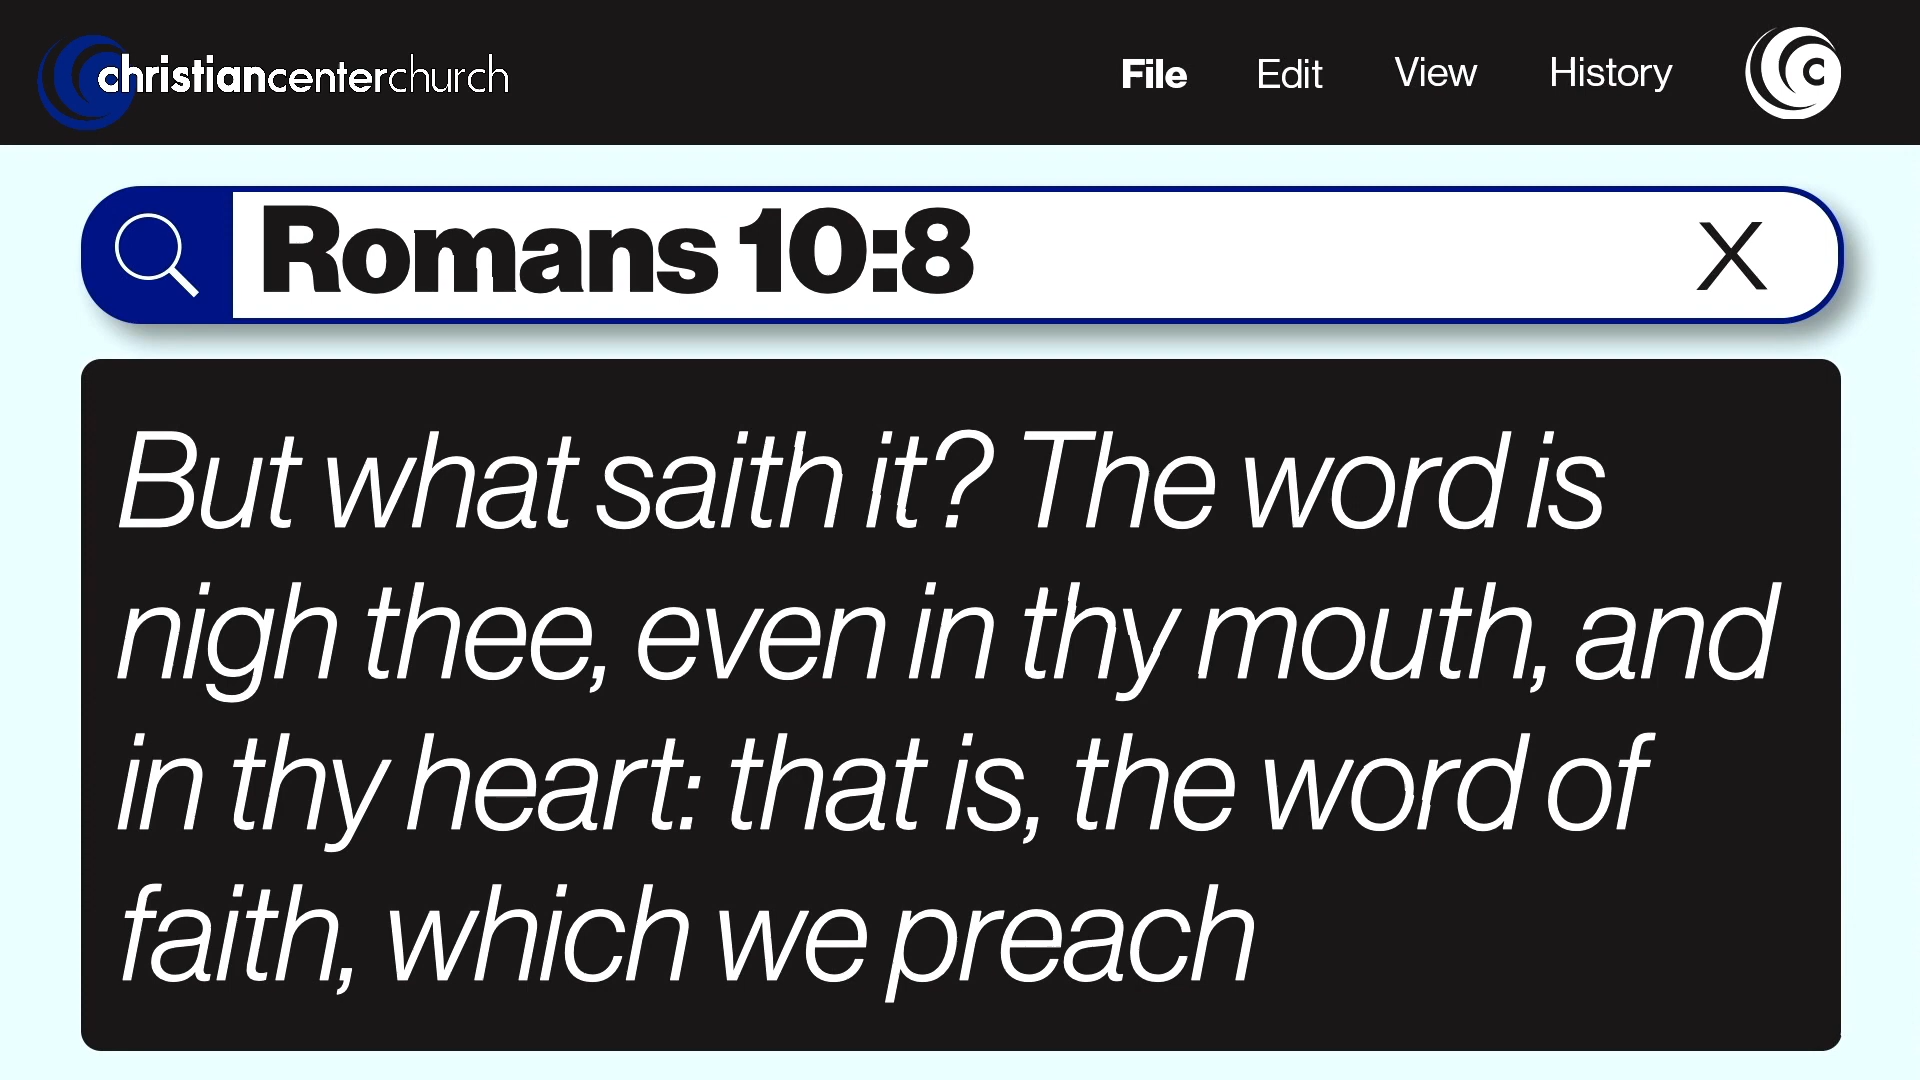 christiancenterchurch
File Edit View History
c
Romans 10:8
X
But what saith it? The word is
nigh thee, even in thy mouth, and
in thy heart: that is, the word of
faith, which we preach